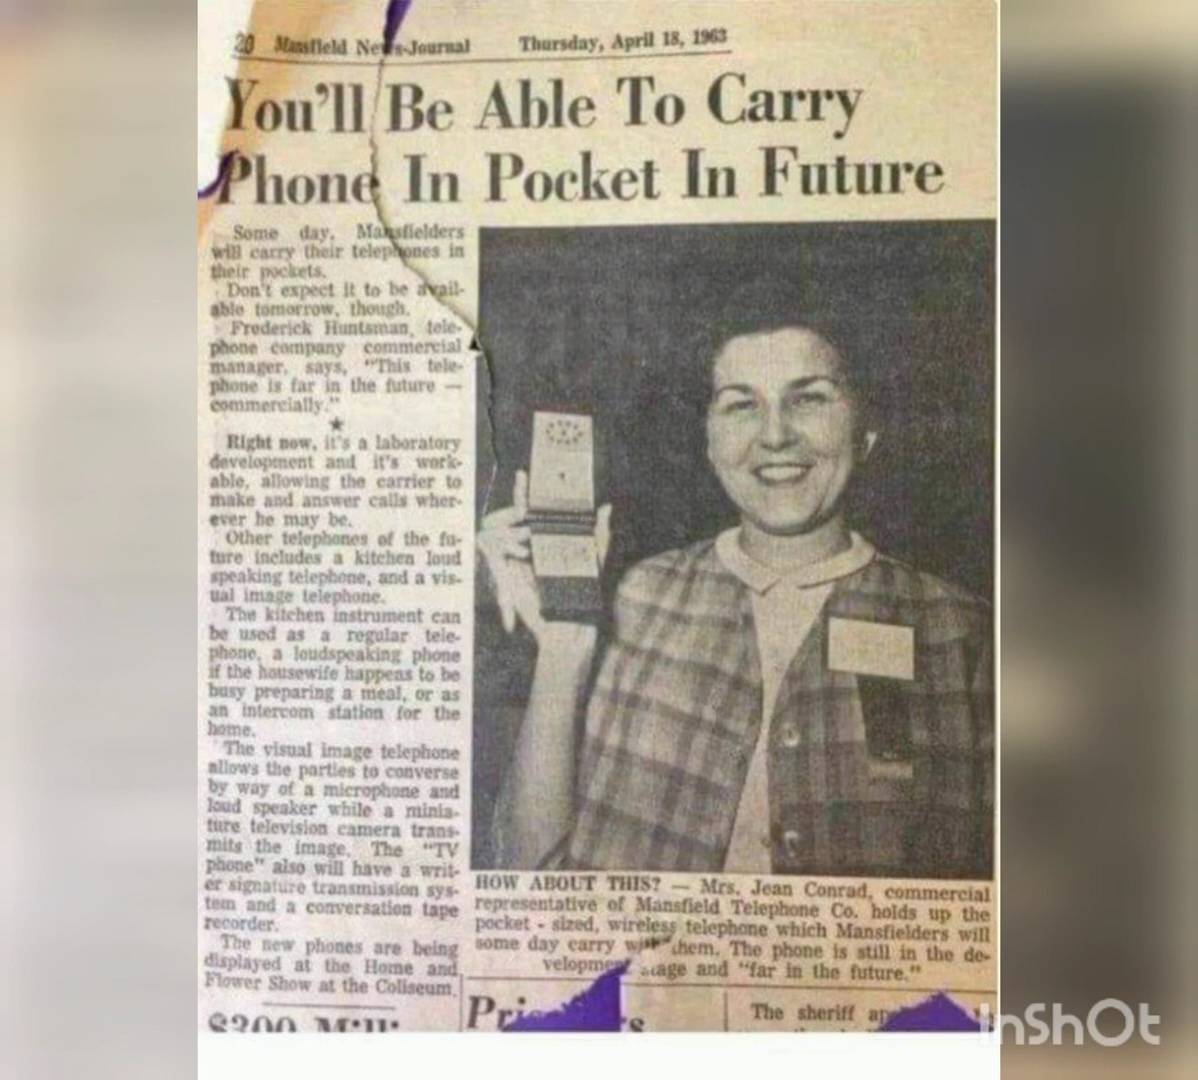 20 Mansfield News-Journal Thursday, April 18, 1963
You'll Be Able To Carry
Phone In Pocket In Future
Some day, Mansfielders
will carry their telephones in
their pockets.
Don't expect it to be avail-
able tomorrow, though.
Frederick Huntsman, tele-
phone company commercial
manager, says, "This tele-
phone is far in the future —
commercially."
★
Right now, it's a laboratory
development and it's work-
able, allowing the carrier to
make and answer calls wher-
ever he may be.
Other telephones of the fu-
ture includes a kitchen loud
speaking telephone, and a vis-
ual image telephone.
The kitchen instrument can
be used as a regular tele-
phone, a loudspeaking phone
if the housewife happens to be
busy preparing a meal, or as
an intercom station for the
home.
The visual image telephone
allows the parties to converse
by way of a microphone and
loud speaker while a minia-
ture television camera trans-
mits the image. The "TV
phone" also will have a writ-
er signature transmission sys-
tem and a conversation tape
recorder.
The new phones are being
displayed at the Home and
Flower Show at the Coliseum.
HOW ABOUT THIS? — Mrs. Jean Conrad, commercial
representative of Mansfield Telephone Co. holds up the
pocket - sized, wireless telephone which Mansfielders will
some day carry with them. The phone is still in the de-
velopment stage and "far in the future."
The sheriff
InShOt